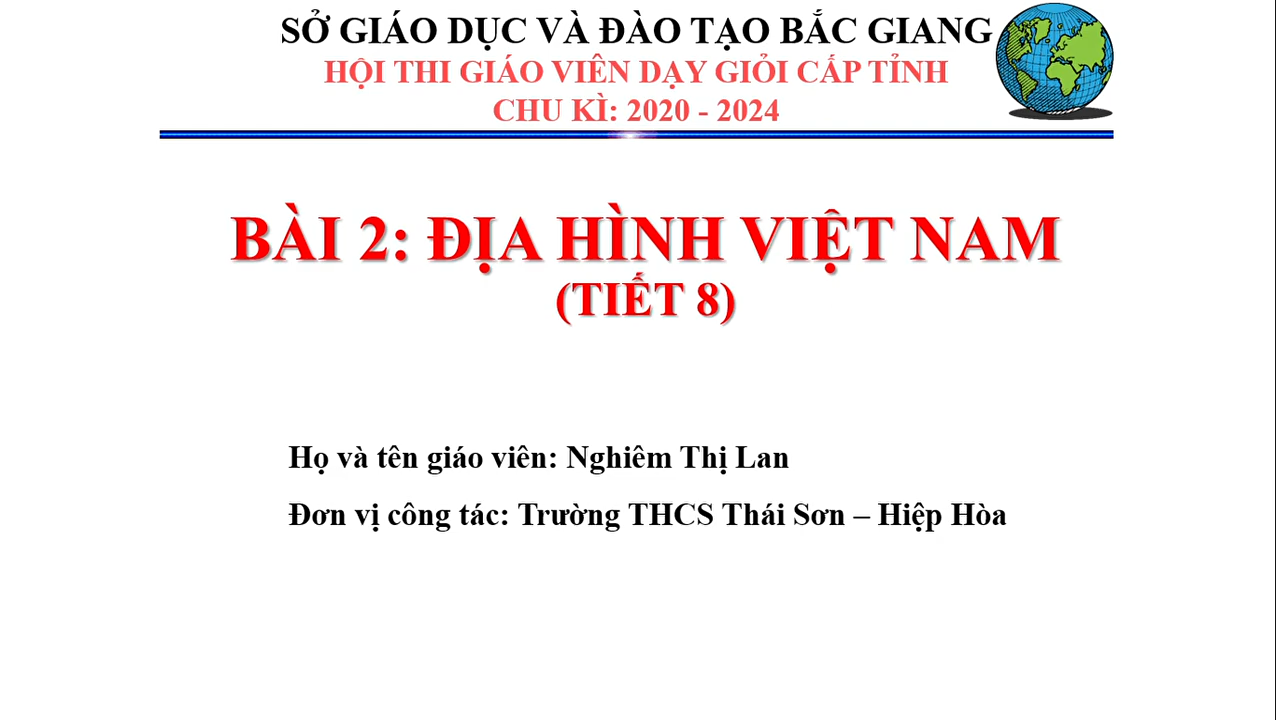 SỞ GIÁO DỤC VÀ ĐÀO TẠO BẮC GIANG
HỘI THI GIÁO VIÊN DẠY GIỎI CẤP TỈNH
CHU KÌ: 2020 - 2024
BÀI 2: ĐỊA HÌNH VIỆT NAM
(TIẾT 8)
Họ và tên giáo viên: Nghiêm Thị Lan
Đơn vị công tác: Trường THCS Thái Sơn – Hiệp Hòa